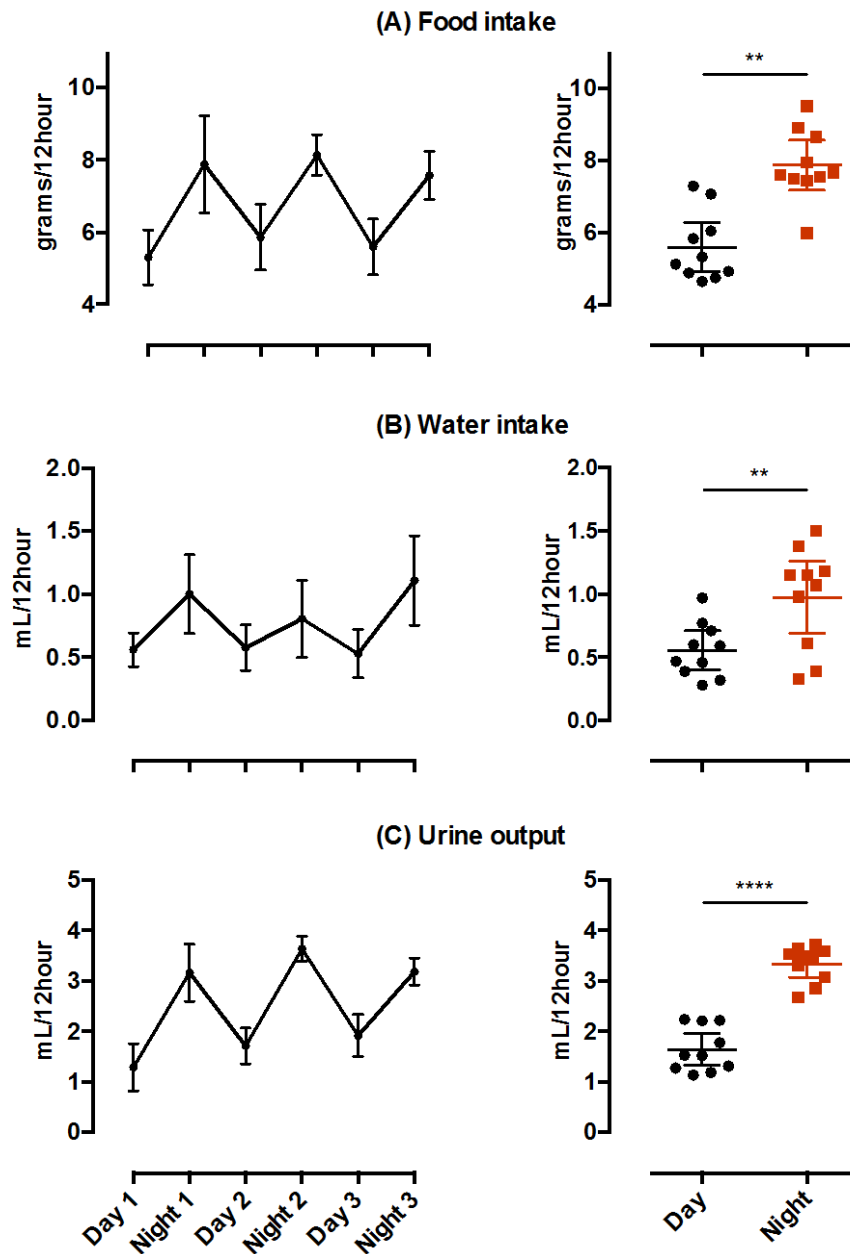 (A) Food intake
grams/12hour
10
8
6
4
grams/12hour
10
8
6
4
**
(B) Water intake
mL/12hour
2.0
1.5
1.0
0.5
0.0
mL/12hour
2.0
1.5
1.0
0.5
0.0
**
(C) Urine output
mL/12hour
5
4
3
2
1
0
Day 1
Night 1
Day 2
Night 2
Day 3
Night 3
mL/12hour
5
4
3
2
1
0
****
Day
Night